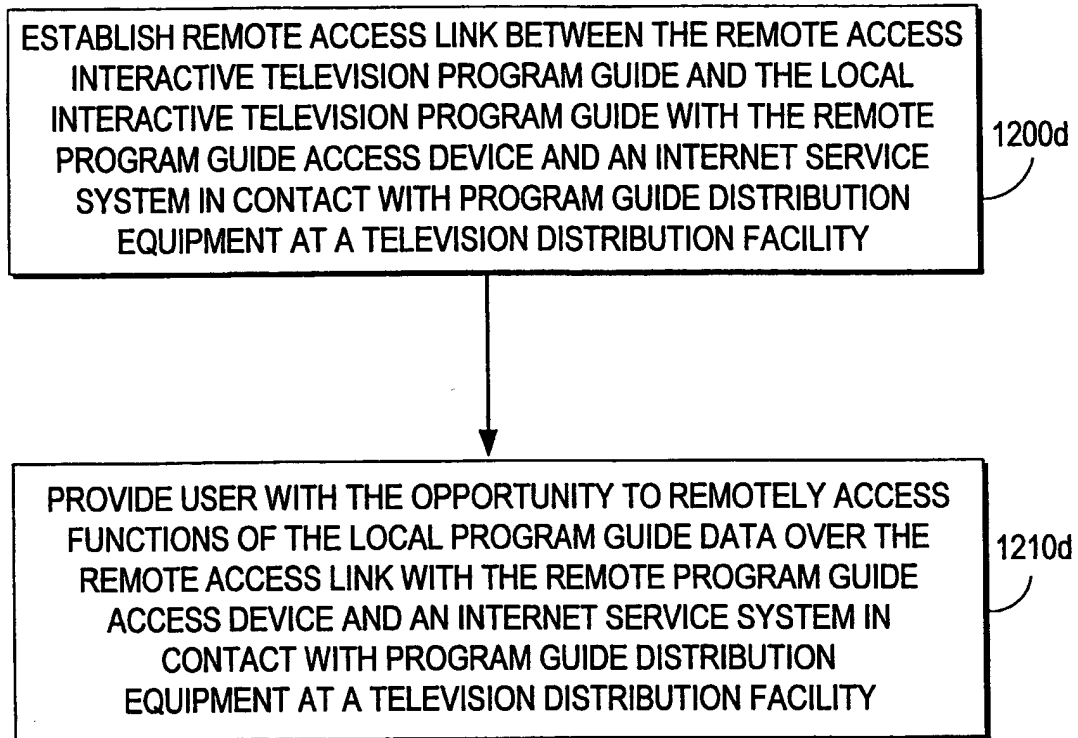 ESTABLISH REMOTE ACCESS LINK BETWEEN THE REMOTE ACCESS
INTERACTIVE TELEVISION PROGRAM GUIDE AND THE LOCAL
INTERACTIVE TELEVISION PROGRAM GUIDE WITH THE REMOTE
PROGRAM GUIDE ACCESS DEVICE AND AN INTERNET SERVICE
SYSTEM IN CONTACT WITH PROGRAM GUIDE DISTRIBUTION
EQUIPMENT AT A TELEVISION DISTRIBUTION FACILITY
1200d
PROVIDE USER WITH THE OPPORTUNITY TO REMOTELY ACCESS
FUNCTIONS OF THE LOCAL PROGRAM GUIDE DATA OVER THE
REMOTE ACCESS LINK WITH THE REMOTE PROGRAM GUIDE
ACCESS DEVICE AND AN INTERNET SERVICE SYSTEM IN
CONTACT WITH PROGRAM GUIDE DISTRIBUTION
EQUIPMENT AT A TELEVISION DISTRIBUTION FACILITY
1210d